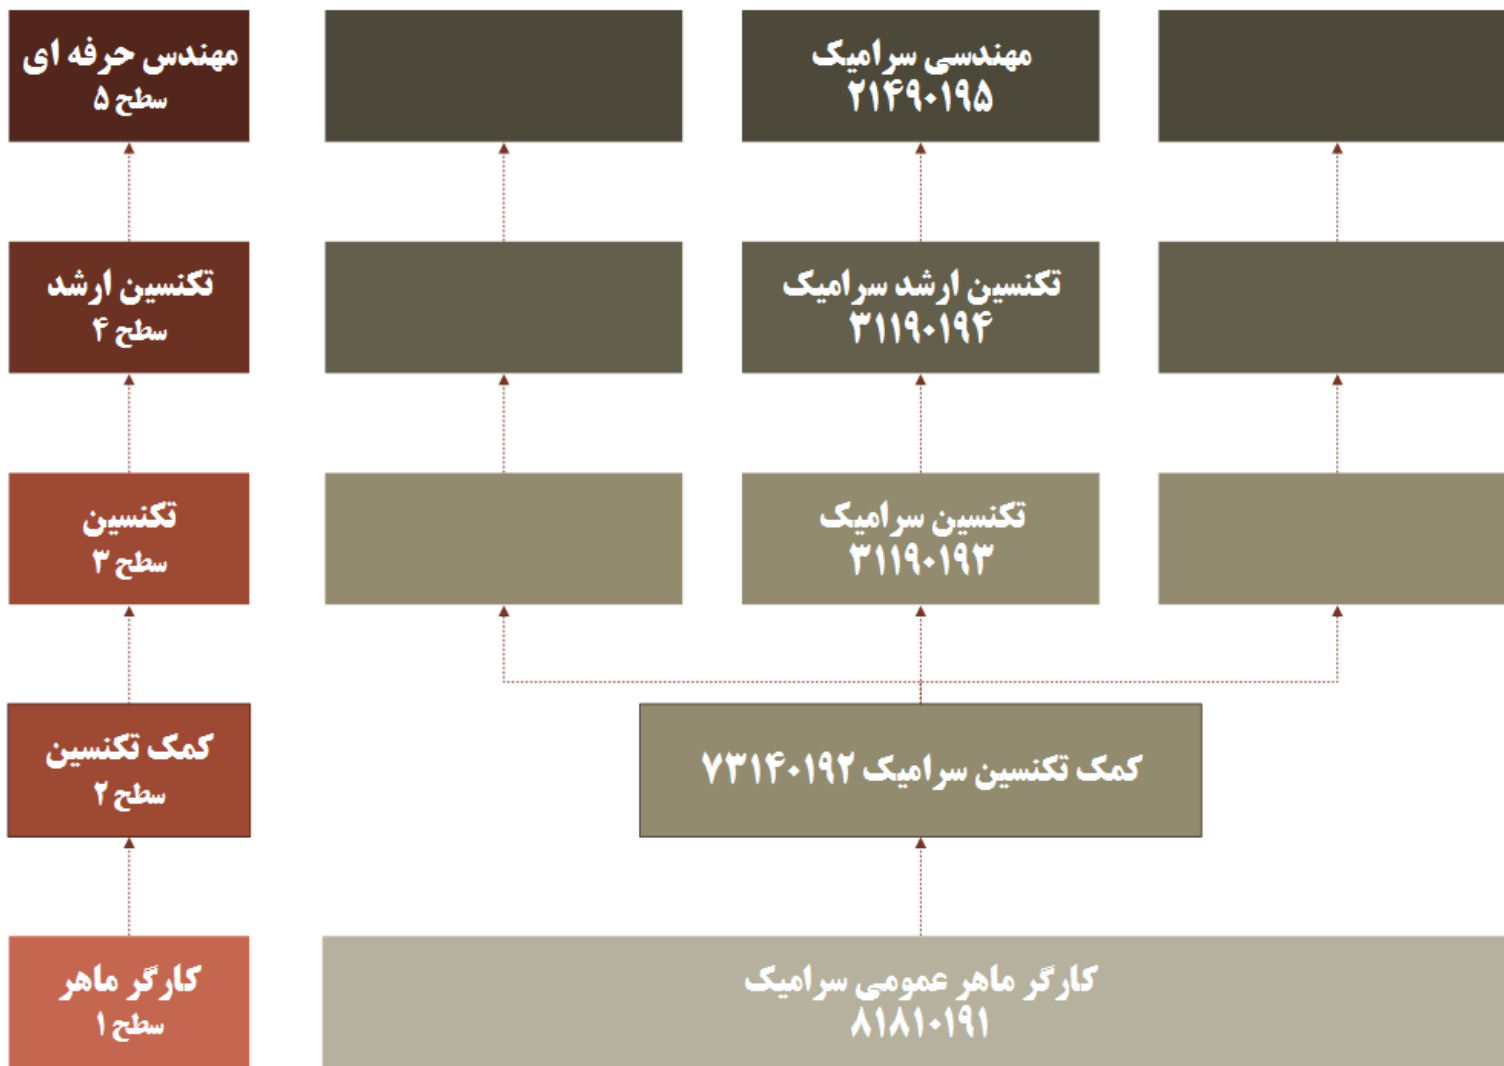 مهندس حرفه ای
سطح ۵
مهندسی سرامیک
۲۱۴۹۰۱۹۵
تکنسین ارشد
سطح ۴
تکنسین ارشد سرامیک
۳۱۱۹۰۱۹۴
تکنسین
سطح ۳
تکنسین سرامیک
۳۱۱۹۰۱۹۳
کمک تکنسین
سطح ۲
کمک تکنسین سرامیک ۷۳۱۴۰۱۹۲
کارگر ماهر
سطح ۱
کارگر ماهر عمومی سرامیک
۸۱۸۱۰۱۹۱